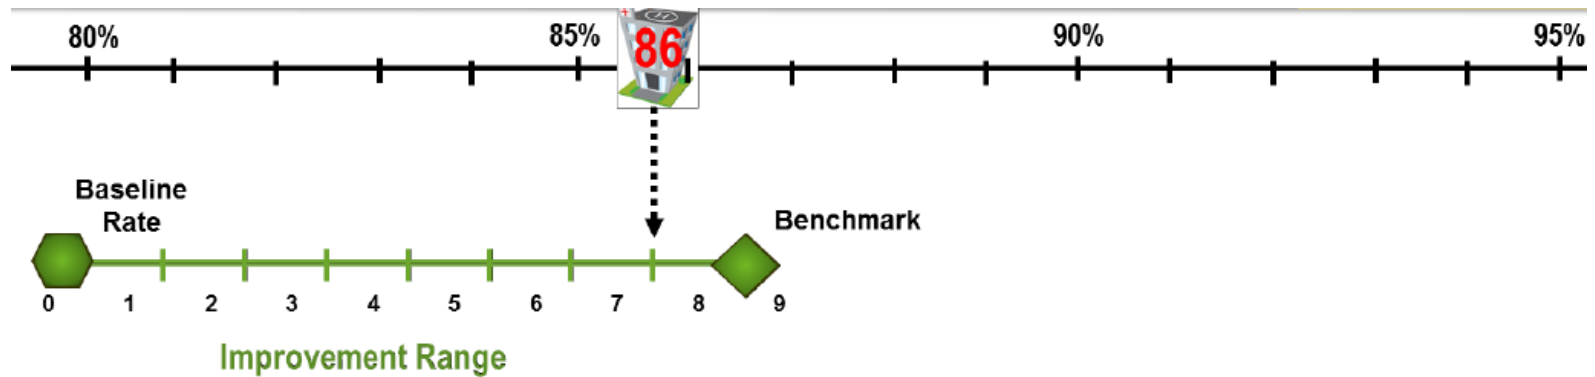 80% 85% 90% 95%
86
H
Baseline
Rate
Benchmark
0 1 2 3 4 5 6 7 8 9
Improvement Range